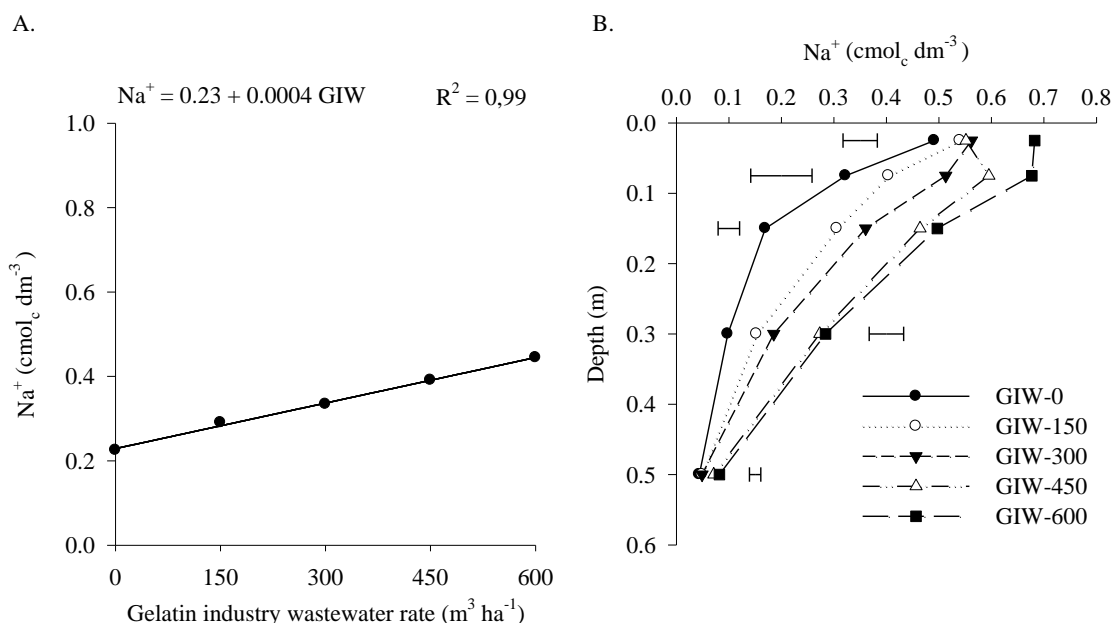 A.
Na⁺ = 0.23 + 0.0004 GIW R² = 0,99
1.0
0.8
0.6
0.4
0.2
0.0
Na⁺ (cmol_c dm⁻³)
0 150 300 450 600
Gelatin industry wastewater rate (m³ ha⁻¹)
B.
Na⁺ (cmol_c dm⁻³)
0.0 0.1 0.2 0.3 0.4 0.5 0.6 0.7 0.8
0.0
0.1
0.2
0.3
0.4
0.5
0.6
Depth (m)
GIW-0
GIW-150
GIW-300
GIW-450
GIW-600